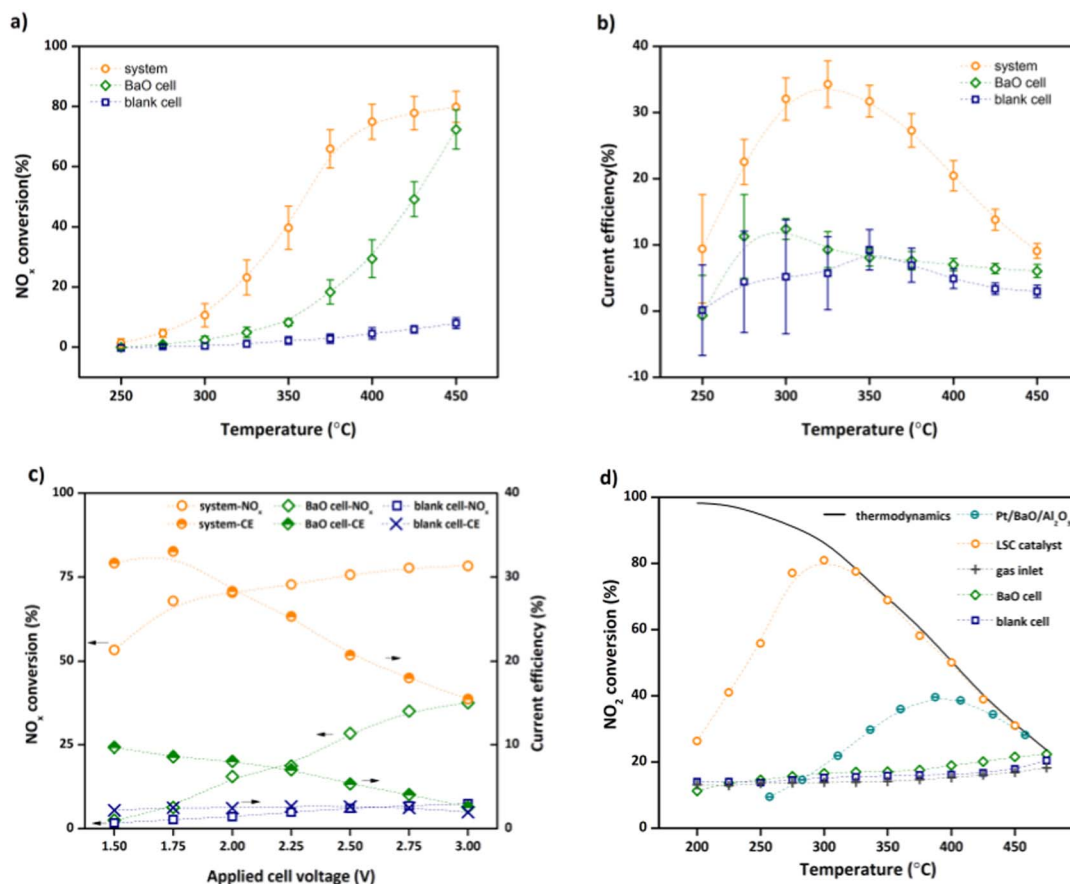 a)
100
80
60
40
20
0
NOₓ conversion(%)
system
BaO cell
blank cell
250 300 350 400 450
Temperature (°C)
b)
40
30
20
10
0
-10
Current efficiency(%)
system
BaO cell
blank cell
250 275 300 325 350 375 400 425 450
Temperature (°C)
c)
100
75
50
25
0
NOₓ conversion (%)
system-NOₓ BaO cell-NOₓ blank cell-NOₓ
system-CE BaO cell-CE blank cell-CE
40
30
20
10
0
Current efficiency (%)
1.50 1.75 2.00 2.25 2.50 2.75 3.00
Applied cell voltage (V)
d)
100
80
60
40
20
0
NO₂ conversion (%)
thermodynamics
Pt/BaO/Al₂O₃
LSC catalyst
gas inlet
BaO cell
blank cell
200 250 300 350 400 450
Temperature (°C)